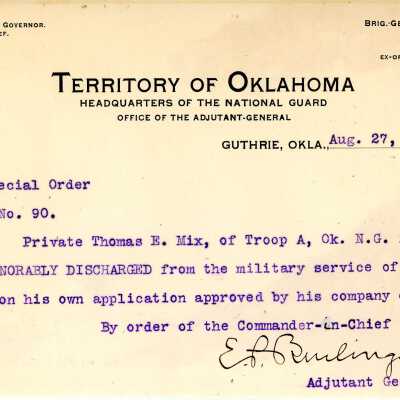 GOVERNOR.
BRIG.-GE
EF.
EX-OF
TERRITORY OF OKLAHOMA
HEADQUARTERS OF THE NATIONAL GUARD
OFFICE OF THE ADJUTANT-GENERAL
GUTHRIE, OKLA., Aug. 27,
ecial Order
No. 90.
Private Thomas E. Mix, of Troop A, Ok. N.G.
NORABLY DISCHARGED from the military service of
on his own application approved by his company
By order of the Commander-in-Chief
Adjutant Ge